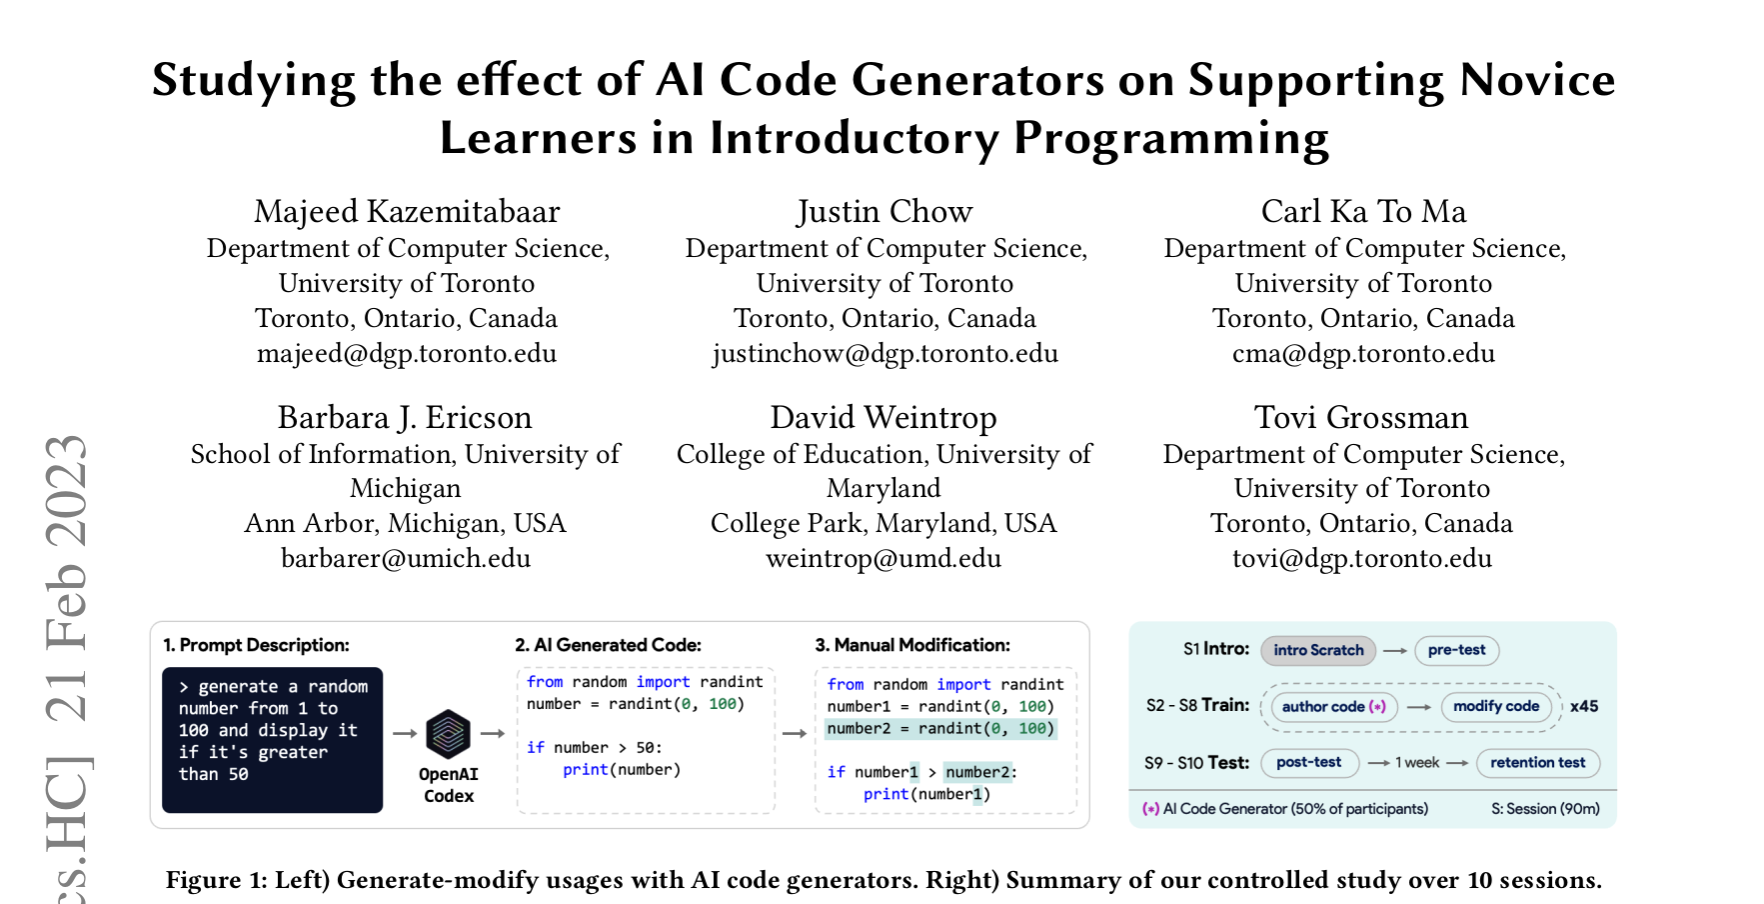 Studying the effect of AI Code Generators on Supporting Novice
Learners in Introductory Programming
Majeed Kazemitabaar
Department of Computer Science,
University of Toronto
Toronto, Ontario, Canada
majeed@dgp.toronto.edu
Justin Chow
Department of Computer Science,
University of Toronto
Toronto, Ontario, Canada
justinchow@dgp.toronto.edu
Carl Ka To Ma
Department of Computer Science,
University of Toronto
Toronto, Ontario, Canada
cma@dgp.toronto.edu
Barbara J. Ericson
School of Information, University of
Michigan
Ann Arbor, Michigan, USA
barbarer@umich.edu
David Weintrop
College of Education, University of
Maryland
College Park, Maryland, USA
weintrop@umd.edu
Tovi Grossman
Department of Computer Science,
University of Toronto
Toronto, Ontario, Canada
tovi@dgp.toronto.edu
cs.HC] 21 Feb 2023
1. Prompt Description:
> generate a random
number from 1 to
100 and display it
if it's greater
than 50
OpenAI
Codex
2. AI Generated Code:
from random import randint
number = randint(0, 100)
if number > 50:
print(number)
3. Manual Modification:
from random import randint
number1 = randint(0, 100)
number2 = randint(0, 100)
if number1 > number2:
print(number1)
S1 Intro: intro Scratch pre-test
S2 - S8 Train: author code (*) modify code x45
S9 - S10 Test: post-test 1 week retention test
(*) AI Code Generator (50% of participants) S: Session (90m)
Figure 1: Left) Generate-modify usages with AI code generators. Right) Summary of our controlled study over 10 sessions.